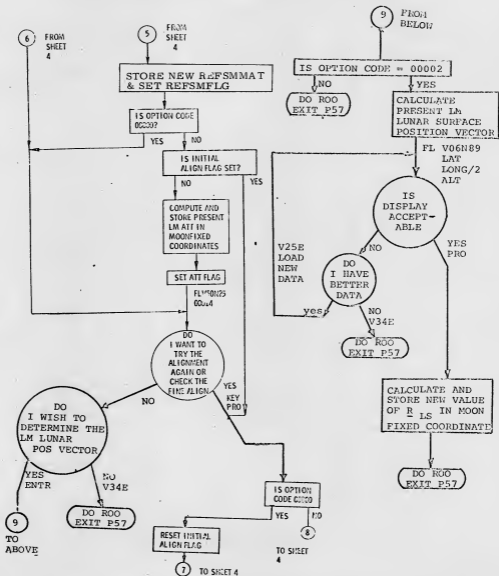 6
FROM
SHEET
4
5
FROM
SHEET
4
STORE NEW REFSMMAT
& SET REFSMFLG
IS OPTION CODE
YES
NO
IS INITIAL
ALIGN FLAG SET?
NO
YES
COMPUTE AND
STORE PRESENT
LM ATT IN
MOONFIXED
COORDINATES
SET ATT FLAG
DO
I WANT TO
TRY THE
ALIGNMENT
AGAIN OR
CHECK THE
FINE ALIGN
NO
YES
KEY
PRO
DO
I WISH TO
DETERMINE THE
LM LUNAR
POS VECTOR
YES
ENTR
NO
V34E
9
TO
ABOVE
DO ROO
EXIT P57
IS OPTION
YES
NO
RESET INITIAL
ALIGN FLAG
7
TO SHEET 4
8
TO SHEET
4
9
FROM
BELOW
IS OPTION CODE = 00002
NO
YES
DO ROO
EXIT P57
CALCULATE
PRESENT LM
LUNAR SURFACE
POSITION VECTOR
FL V06N89
LAT
LONG/2
ALT
IS
DISPLAY
ACCEPT-
ABLE
NO
YES
PRO
V25E
LOAD
NEW
DATA
DO
I HAVE
BETTER
DATA
yes
NO
V34E
DO ROO
EXIT P57
CALCULATE AND
STORE NEW VALUE
OF R LS IN MOON
FIXED COORDINATE
DO ROO
EXIT P57